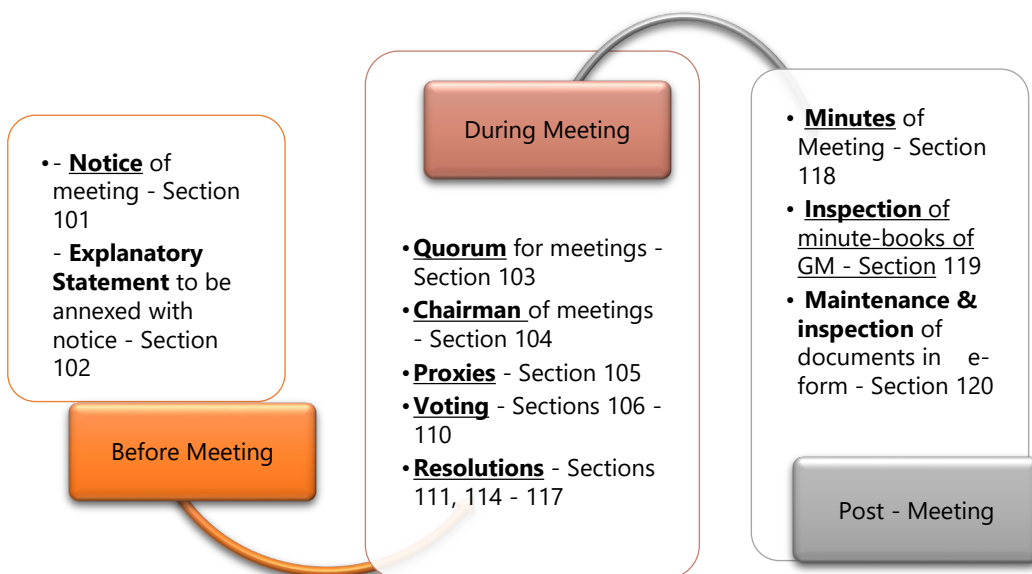 • - Notice of
meeting - Section
101
- Explanatory
Statement to be
annexed with
notice - Section
102
Before Meeting
During Meeting
• Quorum for meetings -
Section 103
• Chairman of meetings
- Section 104
• Proxies - Section 105
• Voting - Sections 106 -
110
• Resolutions - Sections
111, 114 - 117
• Minutes of
Meeting - Section
118
• Inspection of
minute-books of
GM - Section 119
• Maintenance &
inspection of
documents in e-
form - Section 120
Post - Meeting